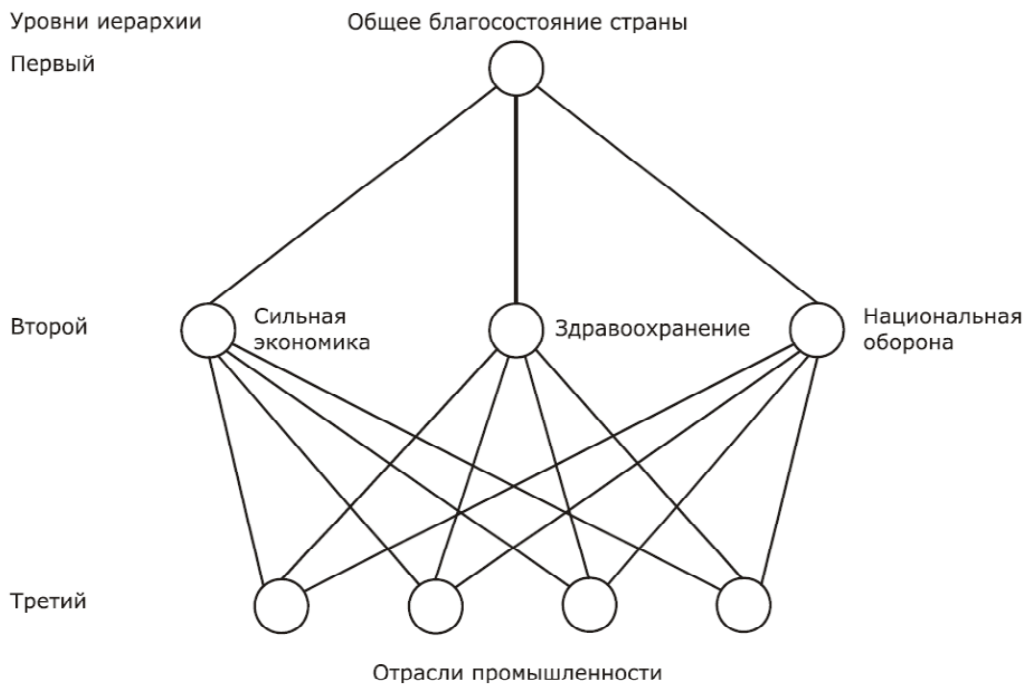 Уровни иерархии
Общее благосостояние страны
Первый
Второй
Сильная
экономика
Здравоохранение
Национальная
оборона
Третий
Отрасли промышленности